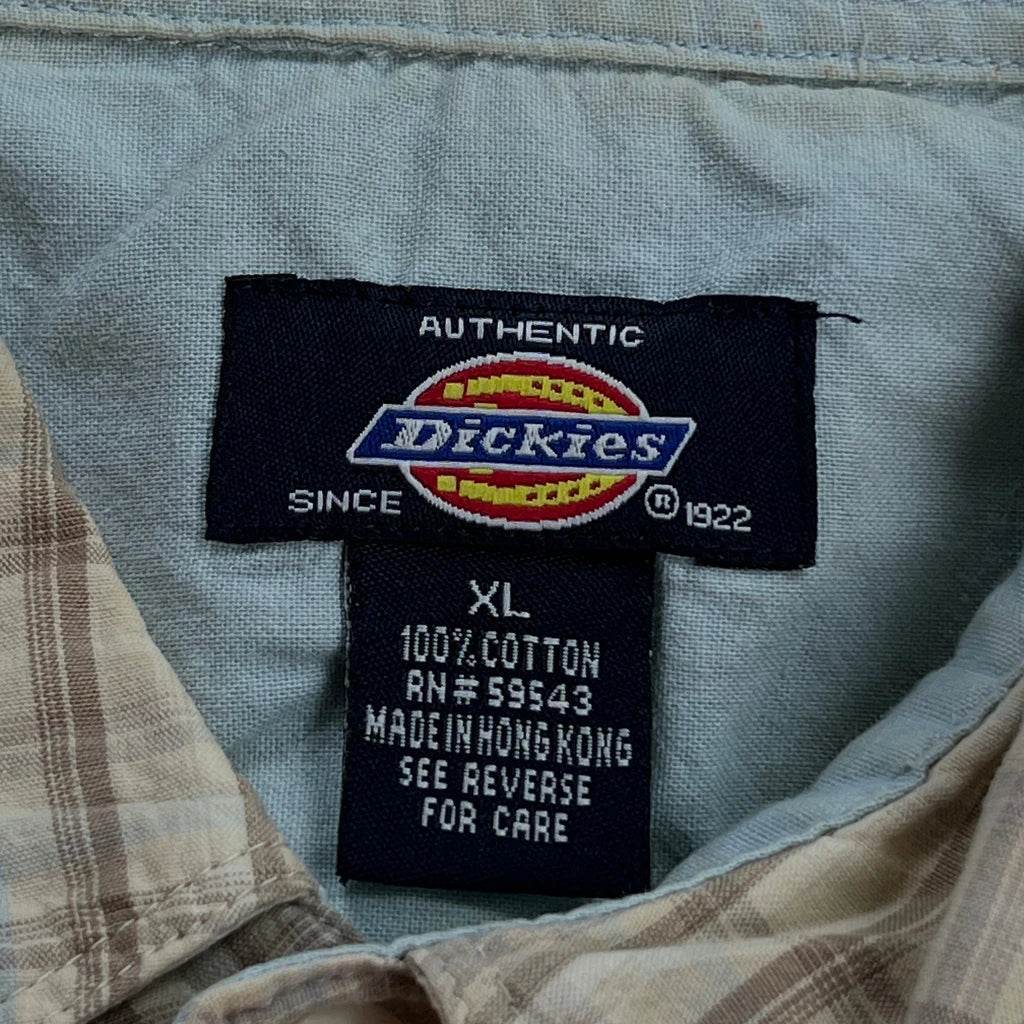 AUTHENTIC
Dickies
SINCE ® 1922
XL
100% COTTON
RN# 59543
MADE IN HONG KONG
SEE REVERSE
FOR CARE